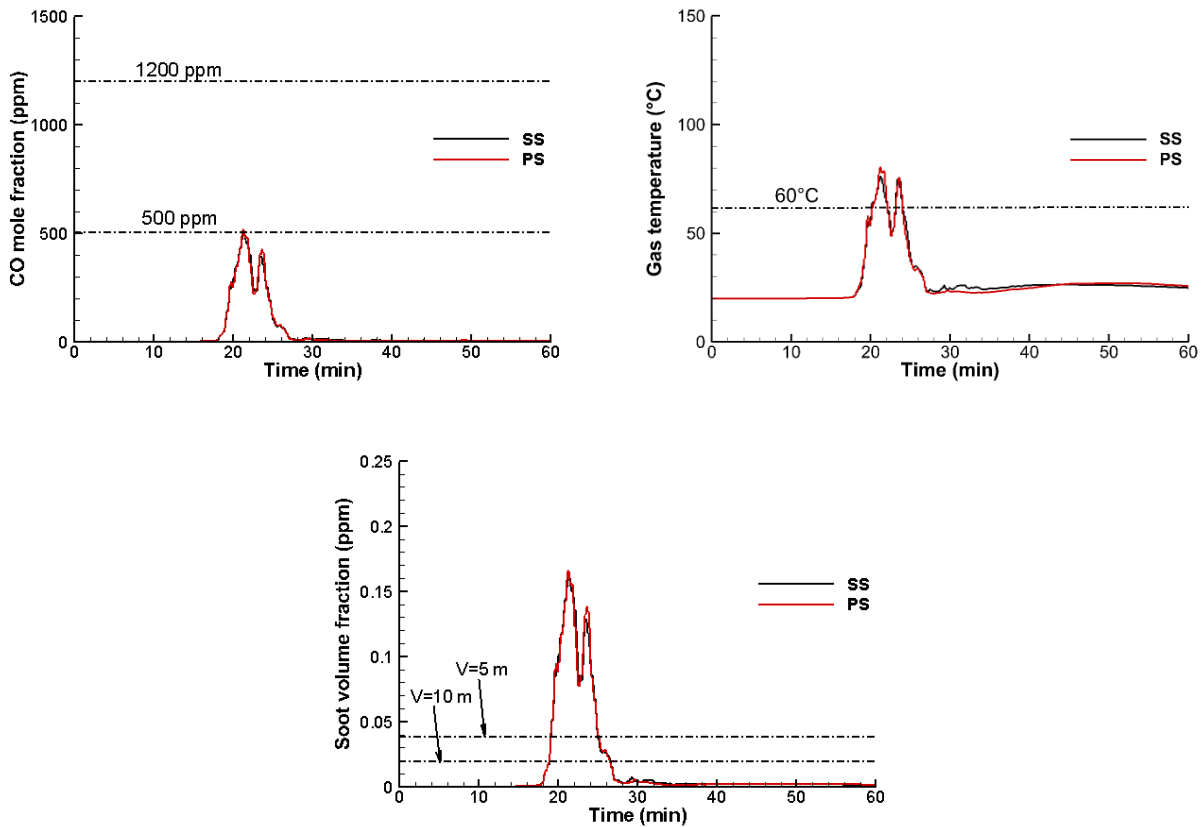 CO mole fraction (ppm)
1500
1000
500
0
1200 ppm
500 ppm
SS
PS
0 10 20 30 40 50 60
Time (min)
Gas temperature (°C)
150
100
50
0
60°C
SS
PS
0 10 20 30 40 50 60
Time (min)
Soot volume fraction (ppm)
0.25
0.2
0.15
0.1
0.05
0
V=5 m
V=10 m
SS
PS
0 10 20 30 40 50 60
Time (min)